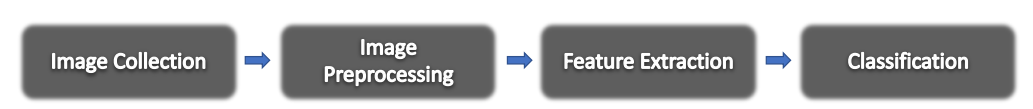 Image Collection
Image
Preprocessing
Feature Extraction
Classification